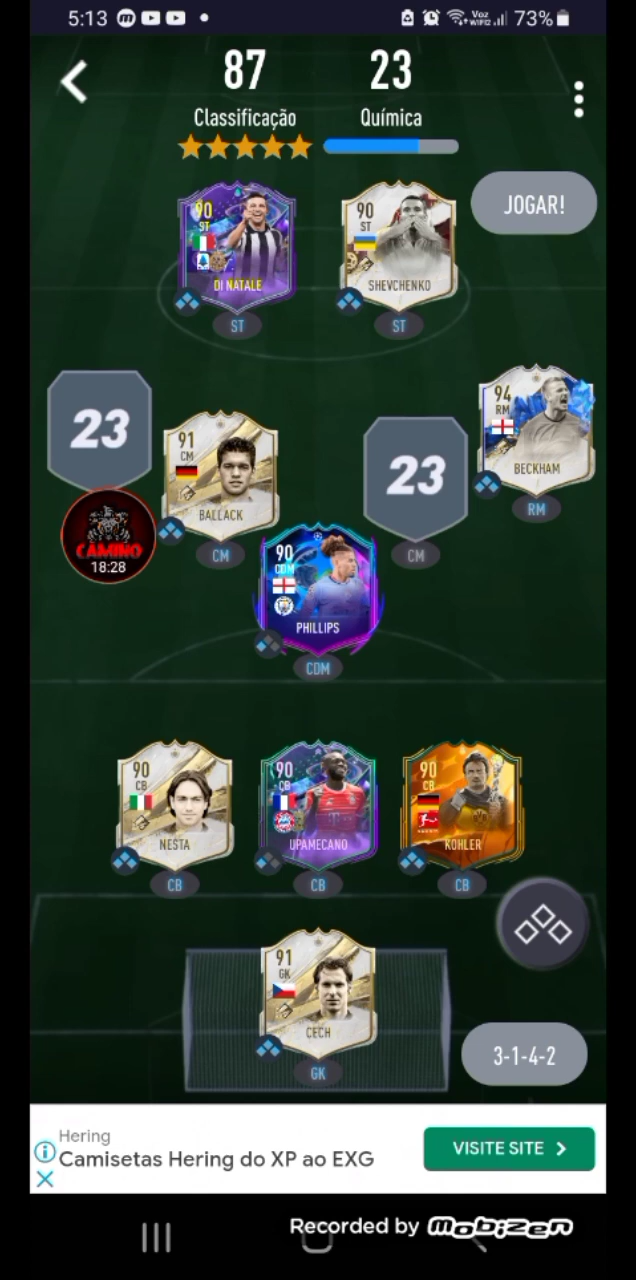 5:13
Voz
WIFI2
73%
87
23
Classificação
Química
JOGAR!
90
ST
DI NATALE
ST
90
ST
SHEVCHENKO
ST
23
91
CM
BALLACK
CM
23
CM
94
RM
BECKHAM
RM
CAMINO
18:28
90
CDM
PHILLIPS
CDM
90
CB
NESTA
CB
90
CB
UPAMECANO
CB
90
CB
KOHLER
CB
91
GK
CECH
GK
3-1-4-2
Hering
Camisetas Hering do XP ao EXG
VISITE SITE
Recorded by Mobizen